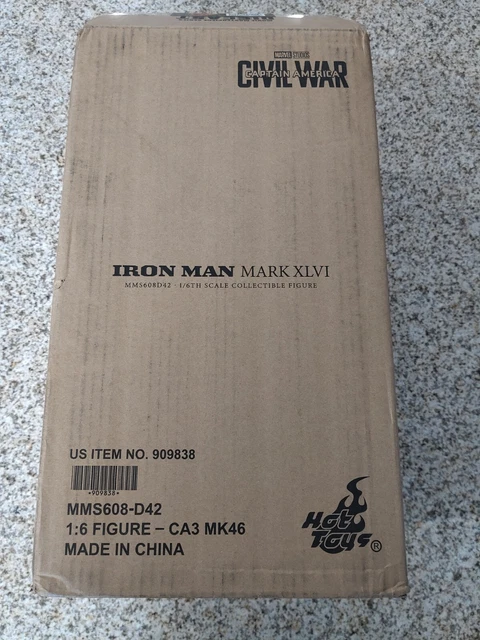 MARVEL STUDIOS
CAPTAIN AMERICA
CIVIL WAR
IRON MAN MARK XLVI
MMS608D42 · 1/6TH SCALE COLLECTIBLE FIGURE
US ITEM NO. 909838
*909838*
MMS608-D42
1:6 FIGURE – CA3 MK46
MADE IN CHINA
Hot
Toys®